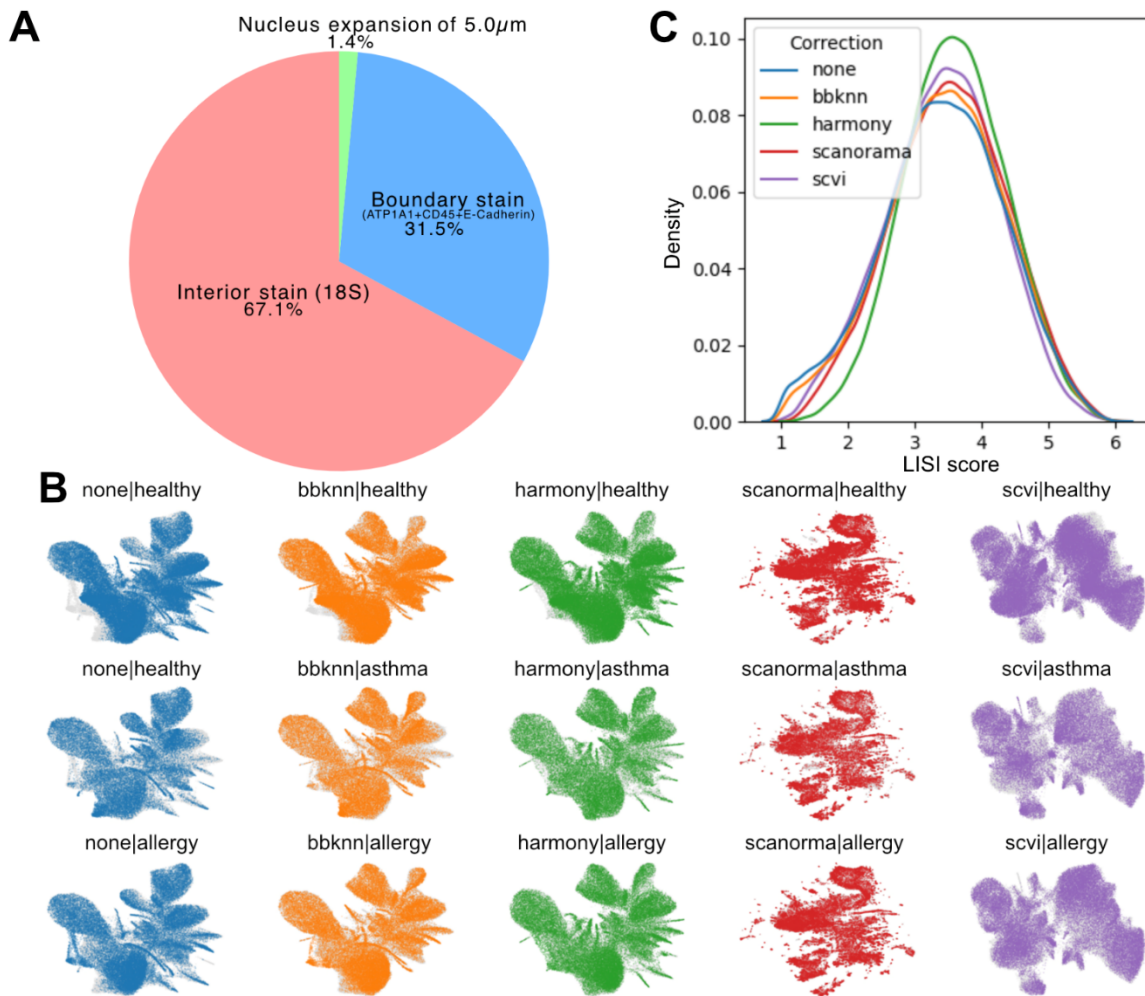 A
Nucleus expansion of 5.0µm
1.4%
Boundary stain
(ATP1A1+CD45+E-Cadherin)
31.5%
Interior stain (18S)
67.1%
C
Correction
none
bbknn
harmony
scanorama
scvi
Density
0.10
0.08
0.06
0.04
0.02
0.00
1 2 3 4 5 6
LISI score
B
none|healthy bbknn|healthy harmony|healthy scanorma|healthy scvi|healthy
none|healthy bbknn|asthma harmony|asthma scanorma|asthma scvi|asthma
none|allergy bbknn|allergy harmony|allergy scanorma|allergy scvi|allergy